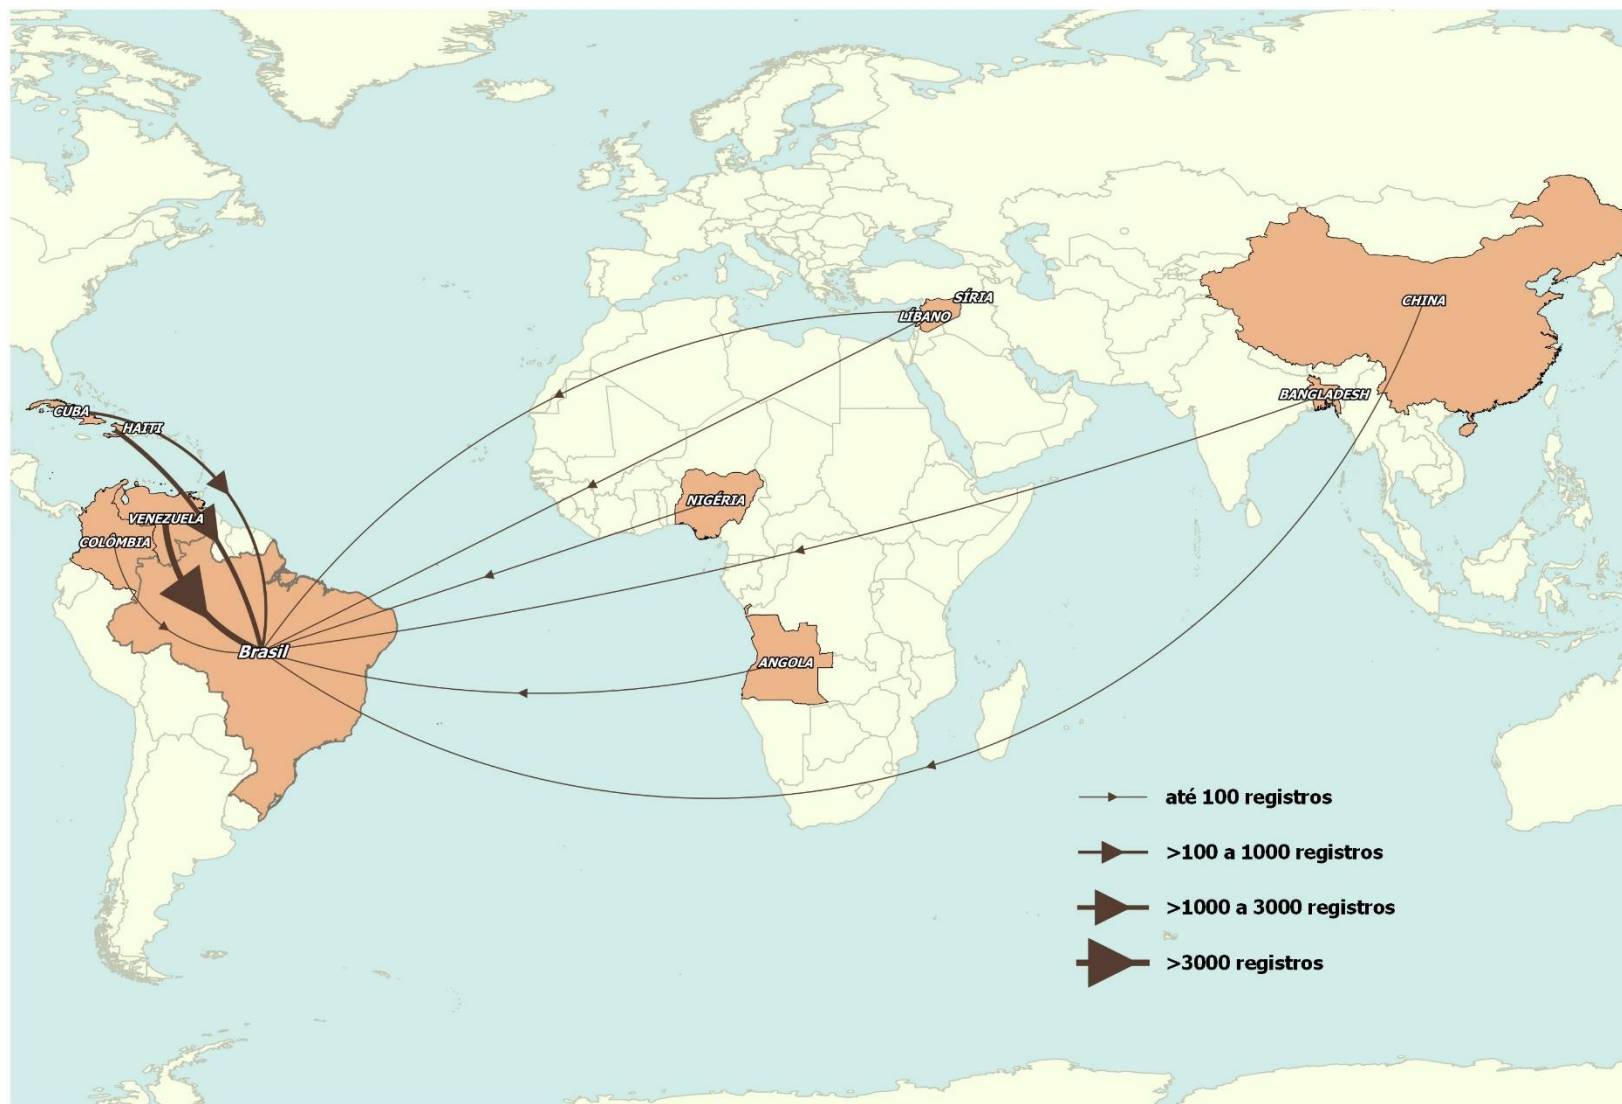 SÍRIA
LÍBANO
CHINA
BANGLADESH
CUBA
HAITI
NIGÉRIA
VENEZUELA
COLÔMBIA
Brasil
ANGOLA
até 100 registros
>100 a 1000 registros
>1000 a 3000 registros
>3000 registros